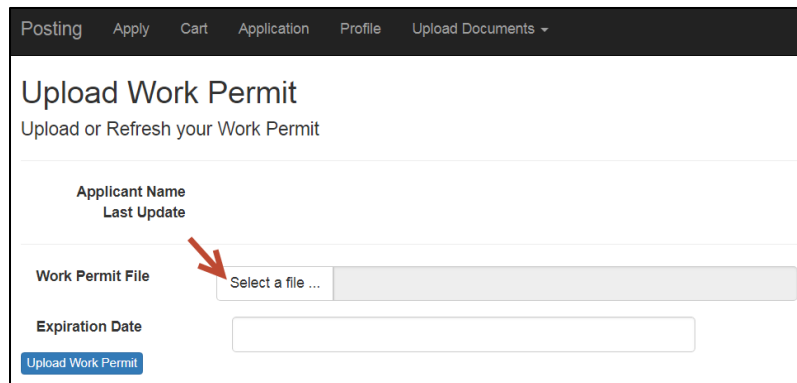 Posting Apply Cart Application Profile Upload Documents
Upload Work Permit
Upload or Refresh your Work Permit
Applicant Name
Last Update
Work Permit File Select a file ...
Expiration Date
Upload Work Permit